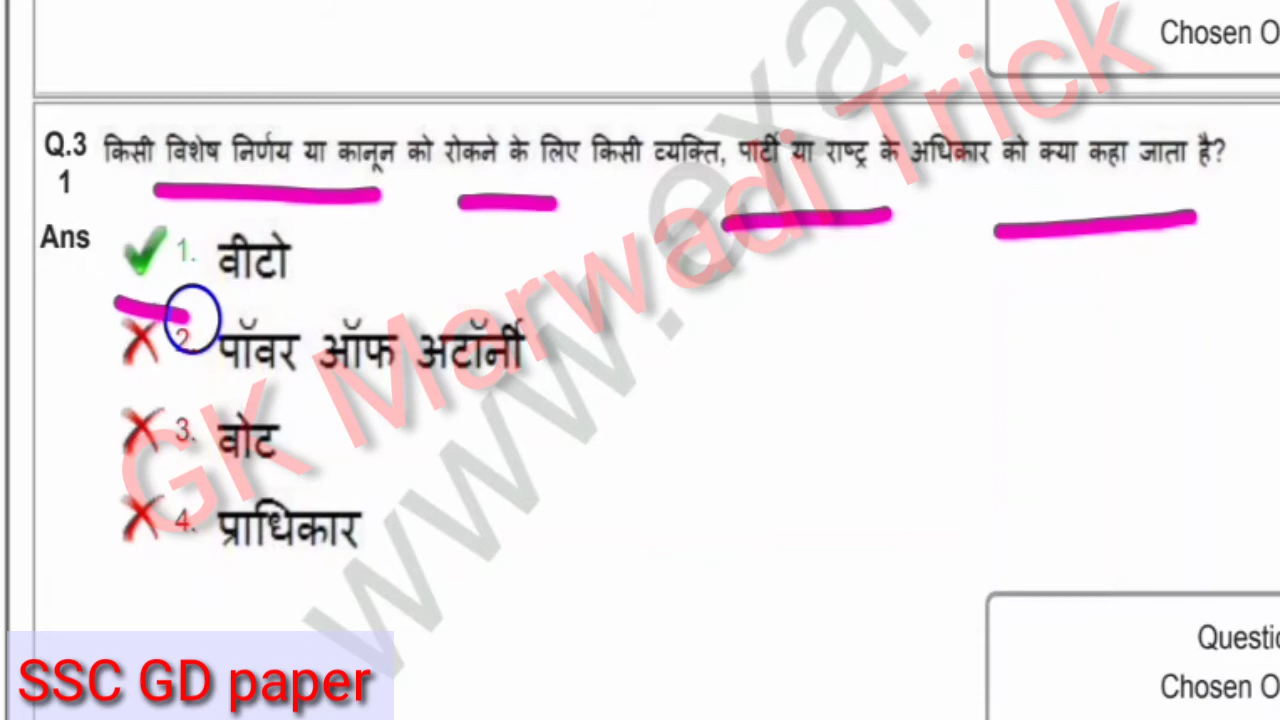 Chosen O
Q.3 किसी विशेष निर्णय या कानून को रोकने के लिए किसी व्यक्ति, पार्टी या राष्ट्र के अधिकार को क्या कहा जाता है?
1
Ans 1. वीटो
2. पॉवर ऑफ अटॉर्नी
3. वोट
4. प्राधिकार
GK Marwadi Trick
www.exa
Questio
Chosen O
SSC GD paper